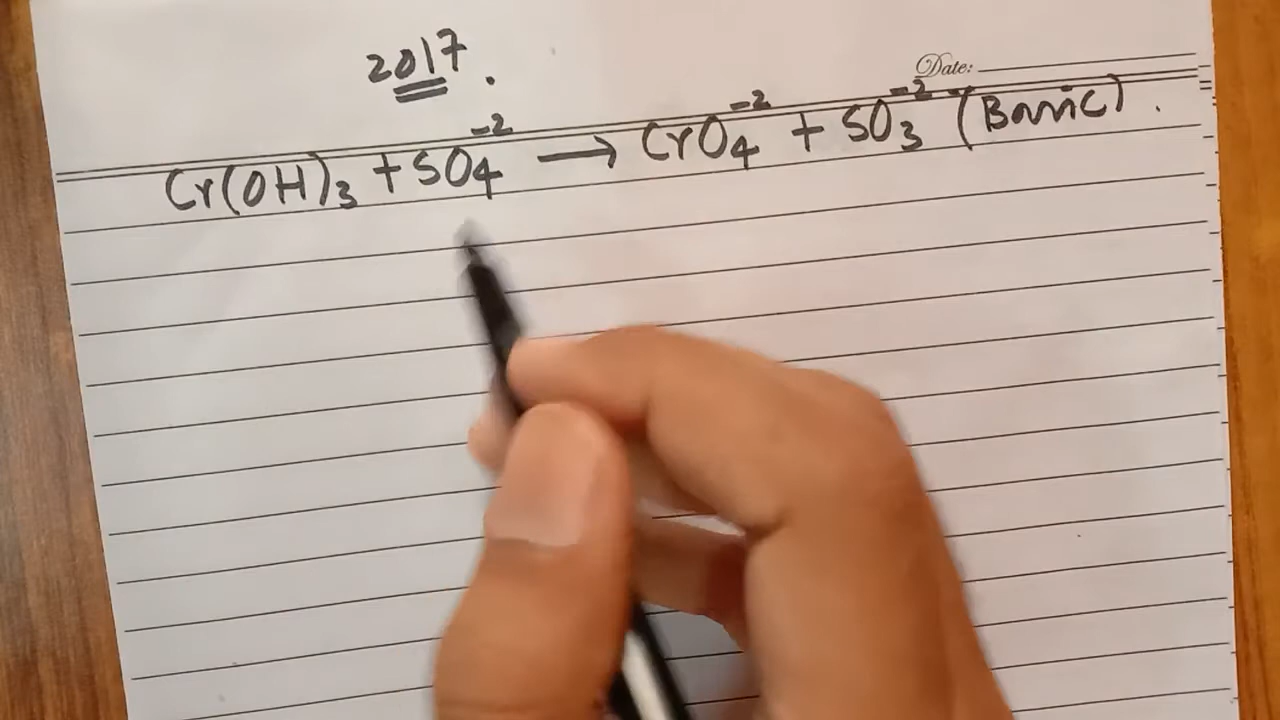 2017.
Date:
Cr(OH)₃ + SO₄⁻² → CrO₄⁻² + SO₃⁻² (Basic).